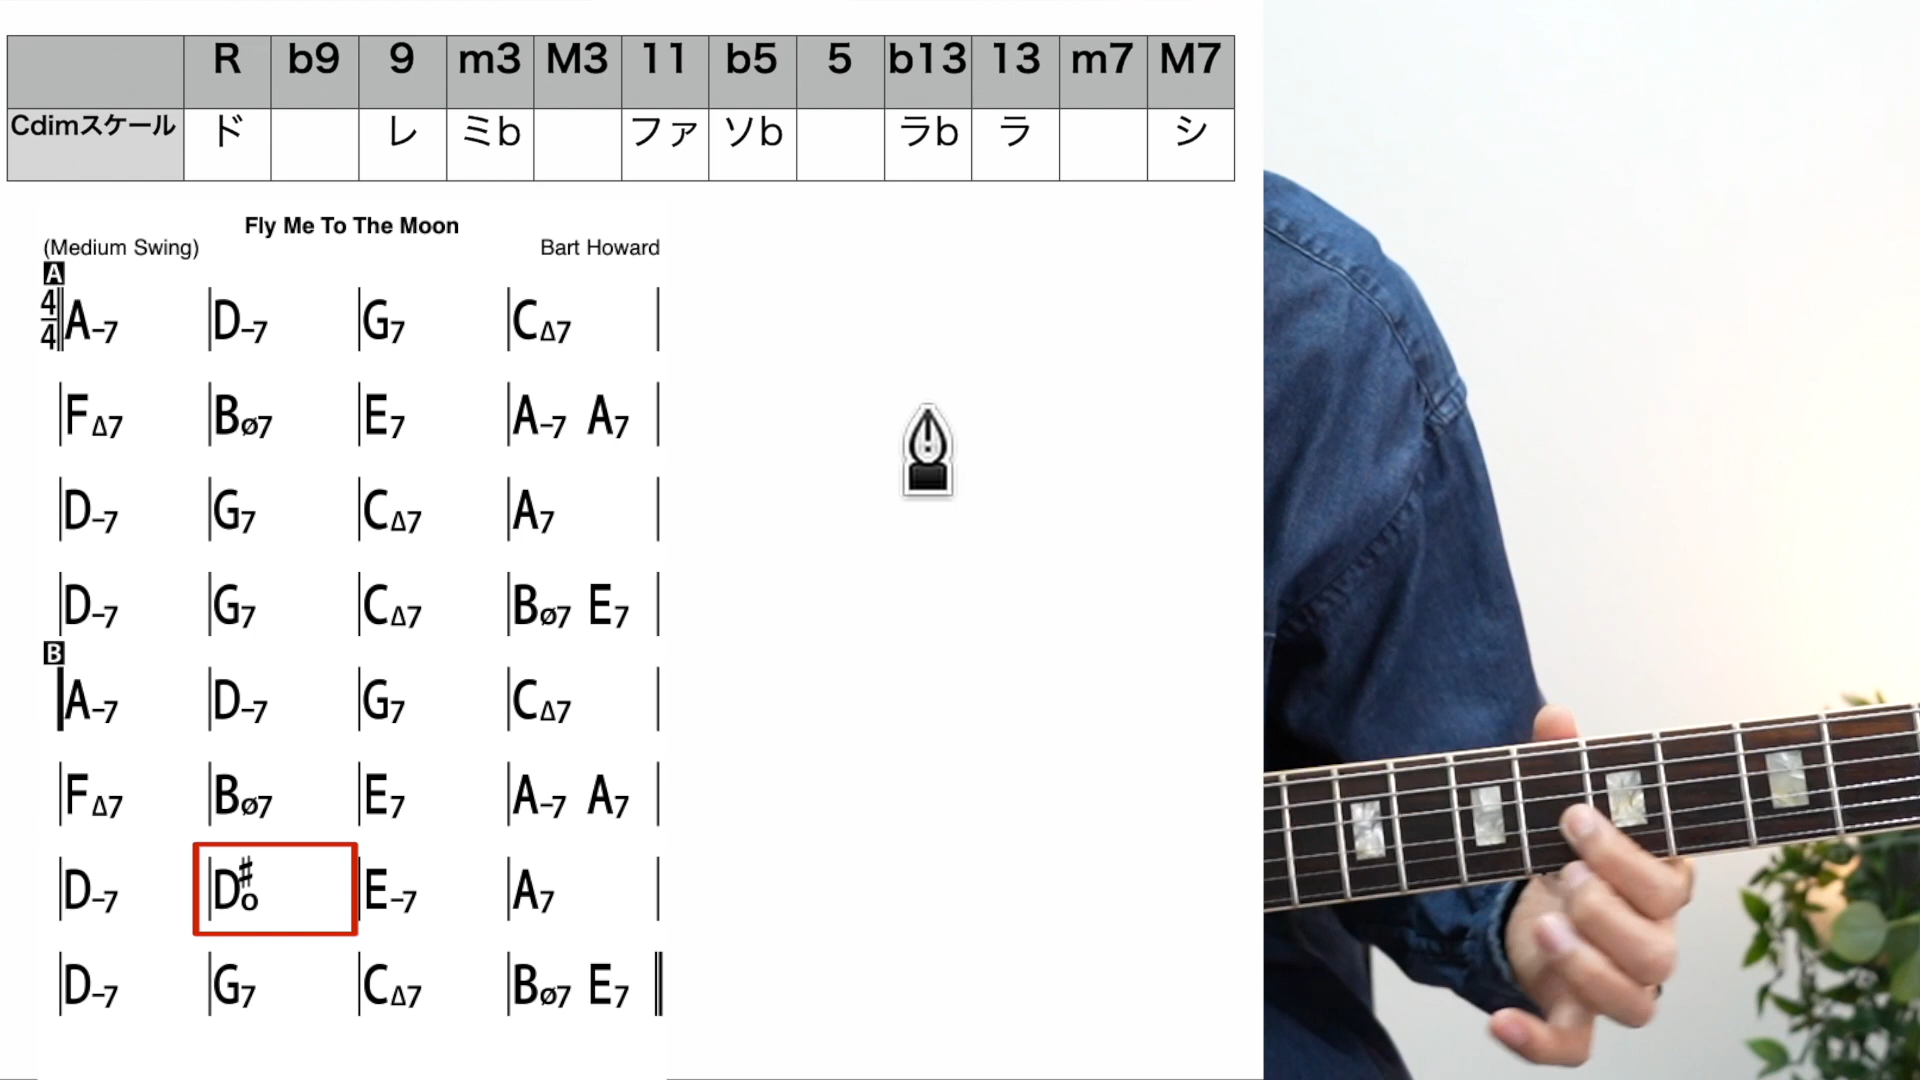 R b9 9 m3 M3 11 b5 5 b13 13 m7 M7
Cdimスケール ド レ ミb ファ ソb ラb ラ シ
Fly Me To The Moon
(Medium Swing) Bart Howard
A
4/4 A–7 D–7 G7 CΔ7
FΔ7 Bø7 E7 A–7 A7
D–7 G7 CΔ7 A7
D–7 G7 CΔ7 Bø7 E7
B
A–7 D–7 G7 CΔ7
FΔ7 Bø7 E7 A–7 A7
D–7 D♯o E–7 A7
D–7 G7 CΔ7 Bø7 E7